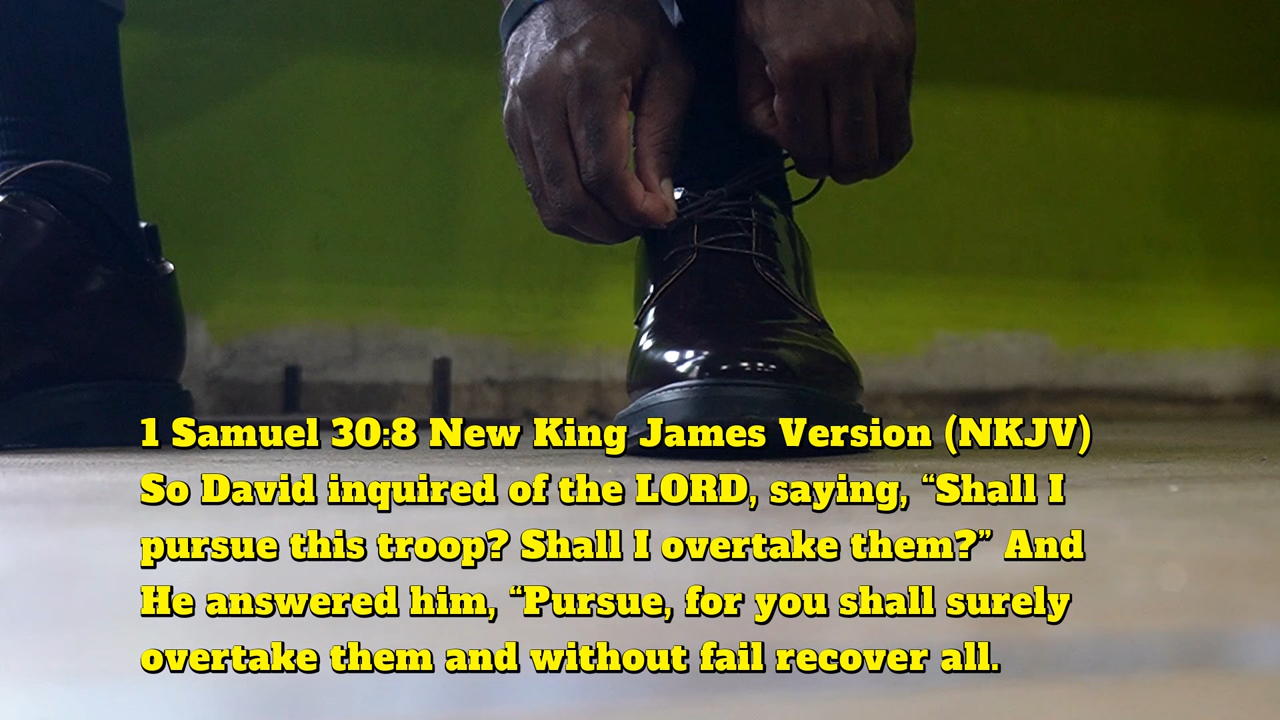 1 Samuel 30:8 New King James Version (NKJV)
So David inquired of the LORD, saying, “Shall I
pursue this troop? Shall I overtake them?” And
He answered him, “Pursue, for you shall surely
overtake them and without fail recover all.